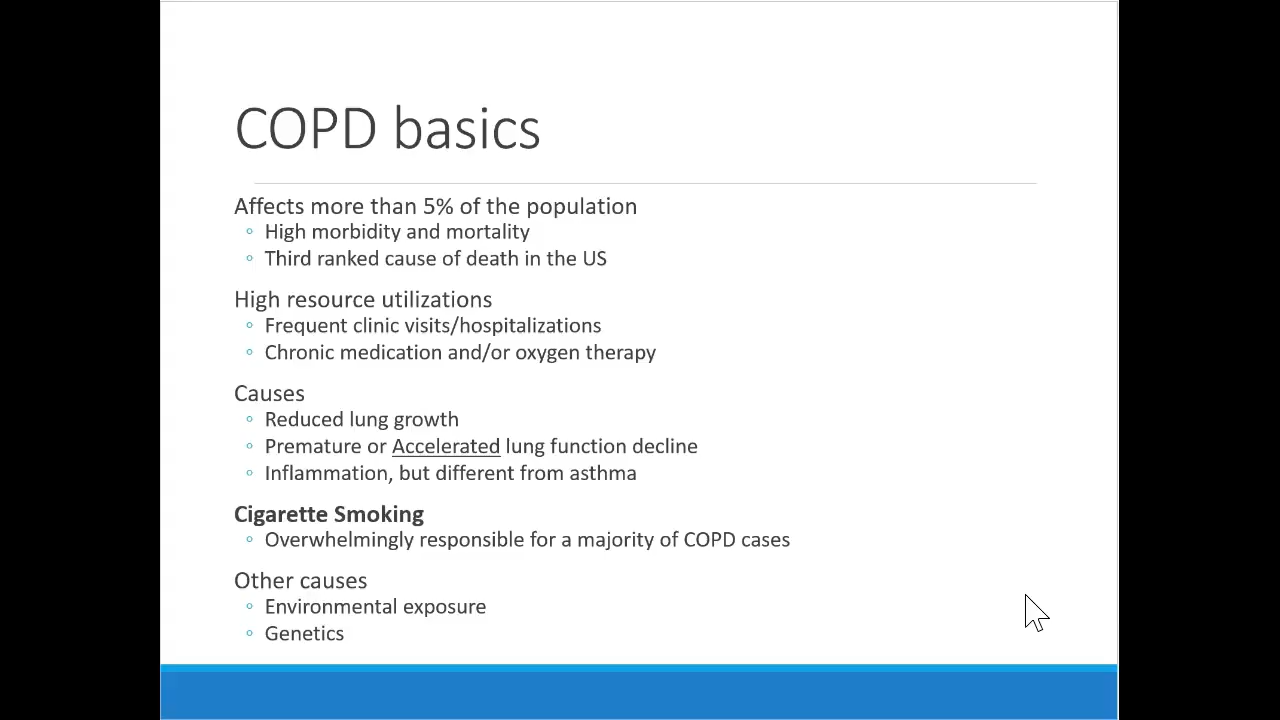 COPD basics
Affects more than 5% of the population
◦ High morbidity and mortality
◦ Third ranked cause of death in the US
High resource utilizations
◦ Frequent clinic visits/hospitalizations
◦ Chronic medication and/or oxygen therapy
Causes
◦ Reduced lung growth
◦ Premature or Accelerated lung function decline
◦ Inflammation, but different from asthma
Cigarette Smoking
◦ Overwhelmingly responsible for a majority of COPD cases
Other causes
◦ Environmental exposure
◦ Genetics